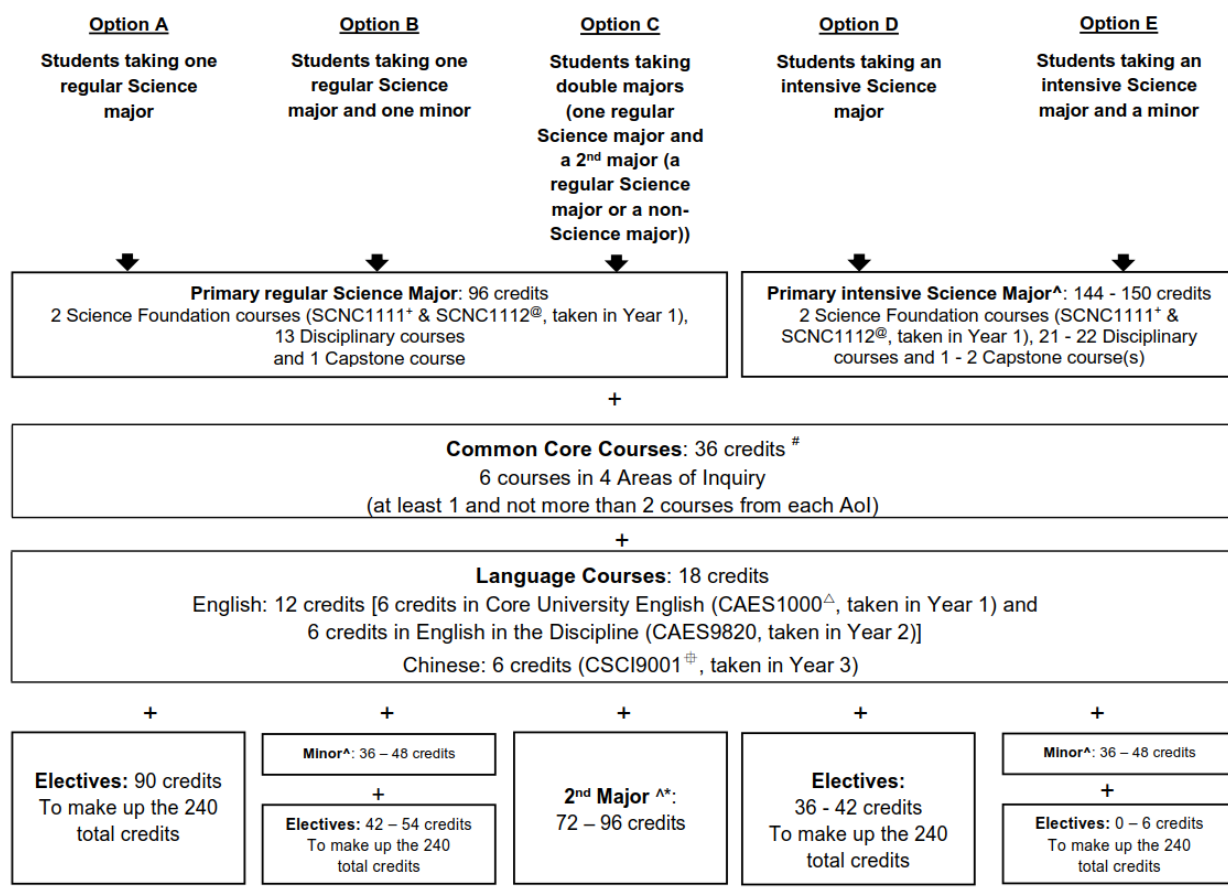 Option A
Students taking one
regular Science
major
Option B
Students taking one
regular Science
major and one minor
Option C
Students taking
double majors
(one regular
Science major and
a 2nd major (a
regular Science
major or a non-
Science major))
Option D
Students taking an
intensive Science
major
Option E
Students taking an
intensive Science
major and a minor
Primary regular Science Major: 96 credits
2 Science Foundation courses (SCNC1111⁺ & SCNC1112@, taken in Year 1),
13 Disciplinary courses
and 1 Capstone course
Primary intensive Science Major^: 144 - 150 credits
2 Science Foundation courses (SCNC1111⁺ &
SCNC1112@, taken in Year 1), 21 - 22 Disciplinary
courses and 1 - 2 Capstone course(s)
+
Common Core Courses: 36 credits #
6 courses in 4 Areas of Inquiry
(at least 1 and not more than 2 courses from each AoI)
+
Language Courses: 18 credits
English: 12 credits [6 credits in Core University English (CAES1000△, taken in Year 1) and
6 credits in English in the Discipline (CAES9820, taken in Year 2)]
Chinese: 6 credits (CSCI9001⌖, taken in Year 3)
+ + + + +
Electives: 90 credits
To make up the 240
total credits
Minor^: 36 – 48 credits
+
Electives: 42 – 54 credits
To make up the 240
total credits
2nd Major ^*:
72 – 96 credits
Electives:
36 - 42 credits
To make up the 240
total credits
Minor^: 36 – 48 credits
+
Electives: 0 – 6 credits
To make up the 240
total credits